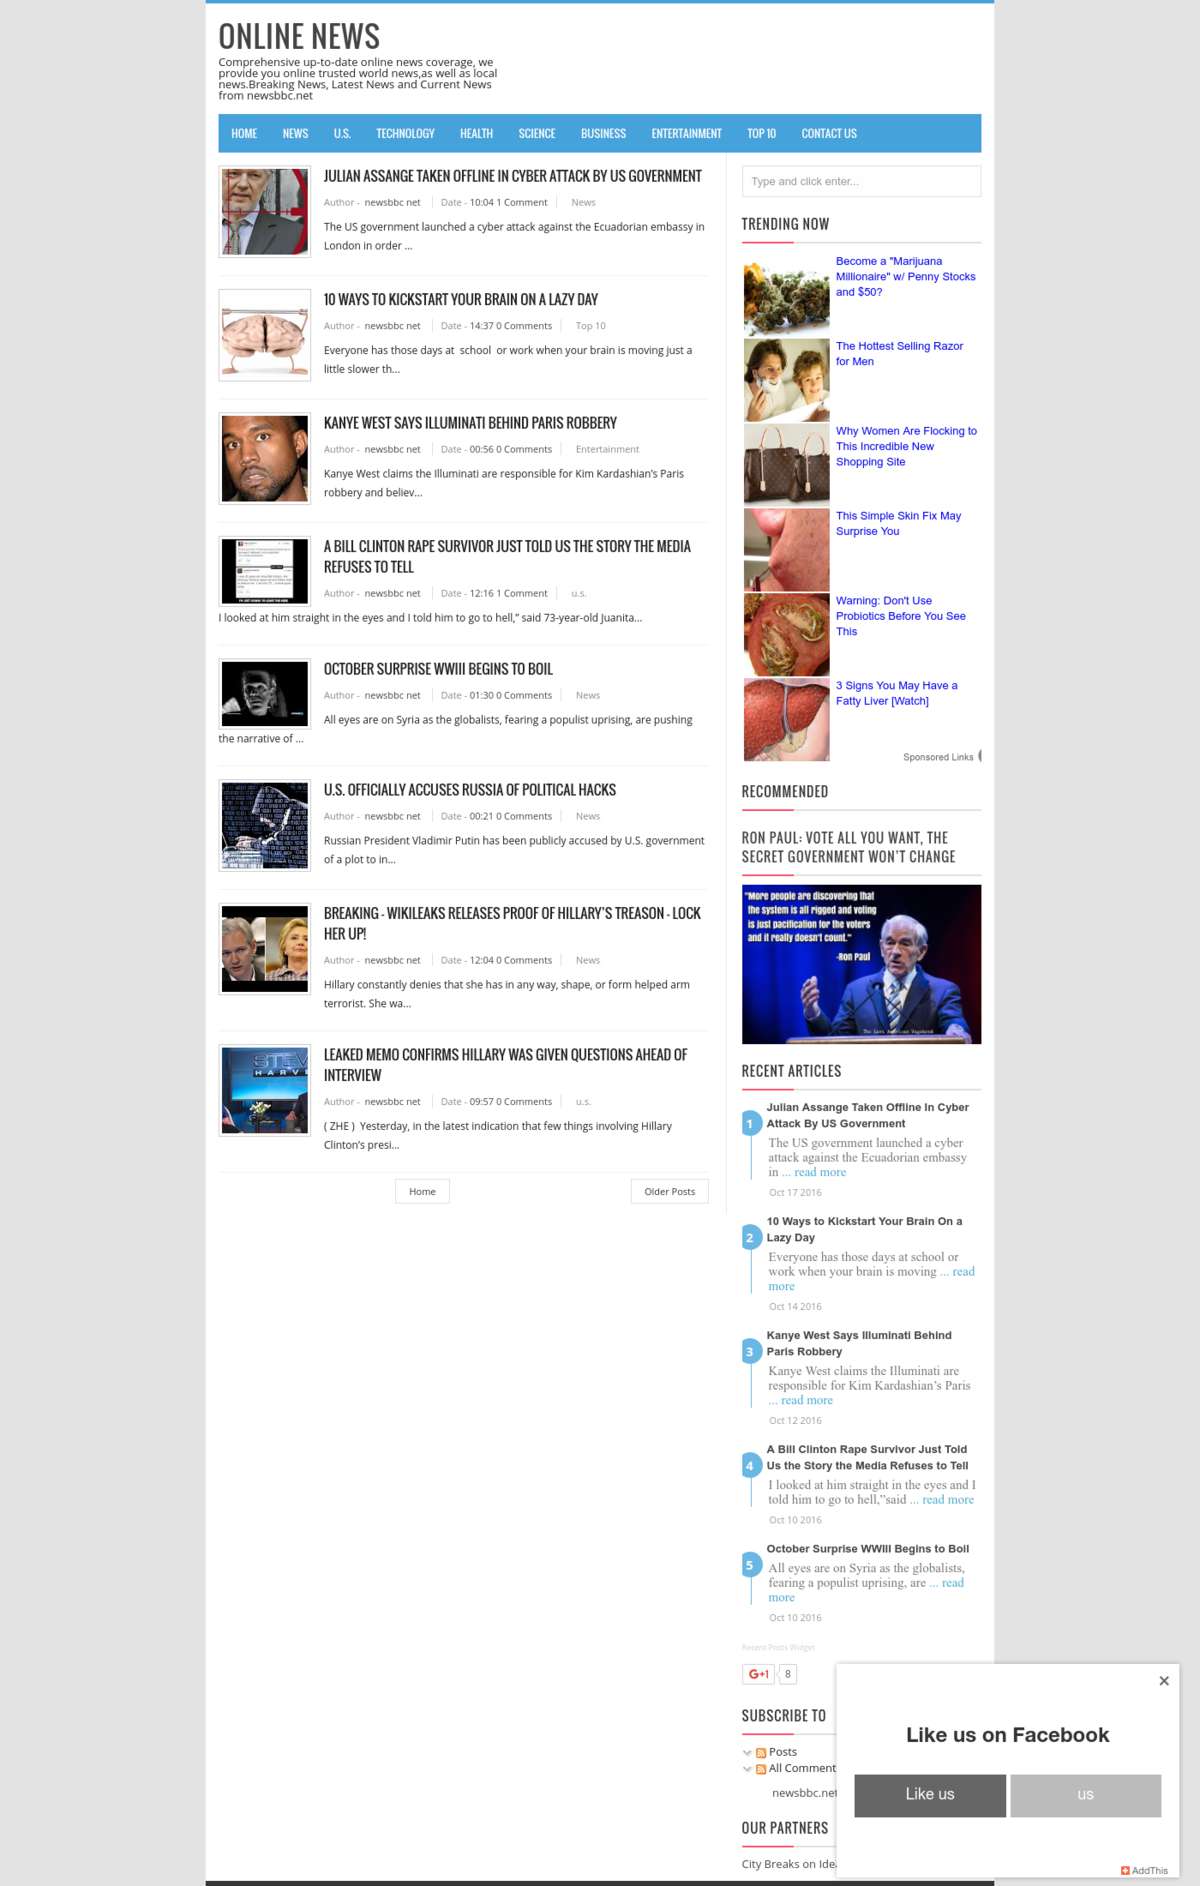 ONLINE NEWS
Comprehensive up-to-date online news coverage, we
provide you online trusted world news,as well as local
news.Breaking News, Latest News and Current News
from newsbbc.net
HOME NEWS U.S. TECHNOLOGY HEALTH SCIENCE BUSINESS ENTERTAINMENT TOP 10 CONTACT US
JULIAN ASSANGE TAKEN OFFLINE IN CYBER ATTACK BY US GOVERNMENT
Author - newsbbc net Date - 10:04 1 Comment News
The US government launched a cyber attack against the Ecuadorian embassy in
London in order ...
10 WAYS TO KICKSTART YOUR BRAIN ON A LAZY DAY
Author - newsbbc net Date - 14:37 0 Comments Top 10
Everyone has those days at school or work when your brain is moving just a
little slower th...
KANYE WEST SAYS ILLUMINATI BEHIND PARIS ROBBERY
Author - newsbbc net Date - 00:56 0 Comments Entertainment
Kanye West claims the Illuminati are responsible for Kim Kardashian's Paris
robbery and believ...
A BILL CLINTON RAPE SURVIVOR JUST TOLD US THE STORY THE MEDIA
REFUSES TO TELL
Author - newsbbc net Date - 12:16 1 Comment u.s.
I looked at him straight in the eyes and I told him to go to hell,” said 73-year-old Juanita...
OCTOBER SURPRISE WWIII BEGINS TO BOIL
Author - newsbbc net Date - 01:30 0 Comments News
All eyes are on Syria as the globalists, fearing a populist uprising, are pushing
the narrative of ...
U.S. OFFICIALLY ACCUSES RUSSIA OF POLITICAL HACKS
Author - newsbbc net Date - 00:21 0 Comments News
Russian President Vladimir Putin has been publicly accused by U.S. government
of a plot to in...
BREAKING - WIKILEAKS RELEASES PROOF OF HILLARY'S TREASON - LOCK
HER UP!
Author - newsbbc net Date - 12:04 0 Comments News
Hillary constantly denies that she has in any way, shape, or form helped arm
terrorist. She wa...
STEV
HARV
LEAKED MEMO CONFIRMS HILLARY WAS GIVEN QUESTIONS AHEAD OF
INTERVIEW
Author - newsbbc net Date - 09:57 0 Comments u.s.
( ZHE ) Yesterday, in the latest indication that few things involving Hillary
Clinton's presi...
Home Older Posts
Type and click enter...
TRENDING NOW
Become a "Marijuana
Millionaire" w/ Penny Stocks
and $50?
The Hottest Selling Razor
for Men
Why Women Are Flocking to
This Incredible New
Shopping Site
This Simple Skin Fix May
Surprise You
Warning: Don't Use
Probiotics Before You See
This
3 Signs You May Have a
Fatty Liver [Watch]
Sponsored Links
RECOMMENDED
RON PAUL: VOTE ALL YOU WANT, THE
SECRET GOVERNMENT WON'T CHANGE
"More people are discovering that
the system is all rigged and voting
is just pacification for the voters
and it really doesn't count."
-Ron Paul
The Last American Vagabond
RECENT ARTICLES
1 Julian Assange Taken Offline In Cyber
Attack By US Government
The US government launched a cyber
attack against the Ecuadorian embassy
in ... read more
Oct 17 2016
2 10 Ways to Kickstart Your Brain On a
Lazy Day
Everyone has those days at school or
work when your brain is moving ... read
more
Oct 14 2016
3 Kanye West Says Illuminati Behind
Paris Robbery
Kanye West claims the Illuminati are
responsible for Kim Kardashian's Paris
... read more
Oct 12 2016
4 A Bill Clinton Rape Survivor Just Told
Us the Story the Media Refuses to Tell
I looked at him straight in the eyes and I
told him to go to hell,”said ... read more
Oct 10 2016
5 October Surprise WWIII Begins to Boil
All eyes are on Syria as the globalists,
fearing a populist uprising, are ... read
more
Oct 10 2016
Recent Posts Widget
G+1 8
SUBSCRIBE TO
Posts
All Comment
newsbbc.net
OUR PARTNERS
City Breaks on Ide
×
Like us on Facebook
Like us us
AddThis